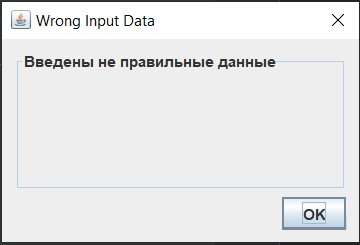 Wrong Input Data
Введены не правильные данные
OK